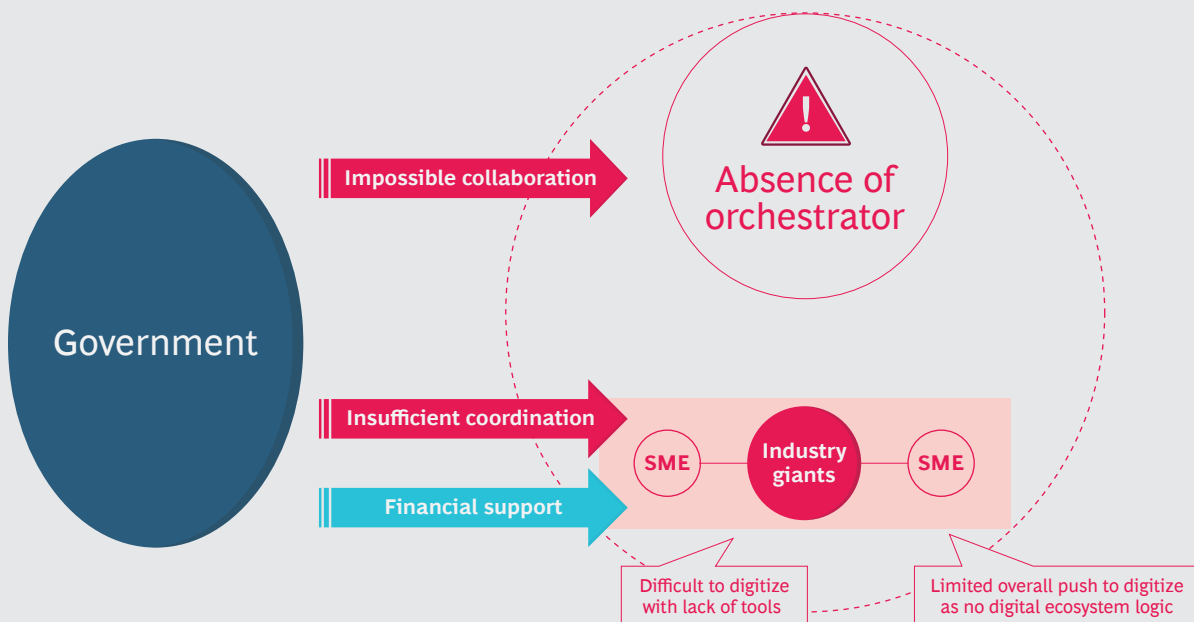 !
Impossible collaboration
Absence of
orchestrator
Government
Insufficient coordination
SME
Industry
giants
SME
Financial support
Difficult to digitize
with lack of tools
Limited overall push to digitize
as no digital ecosystem logic